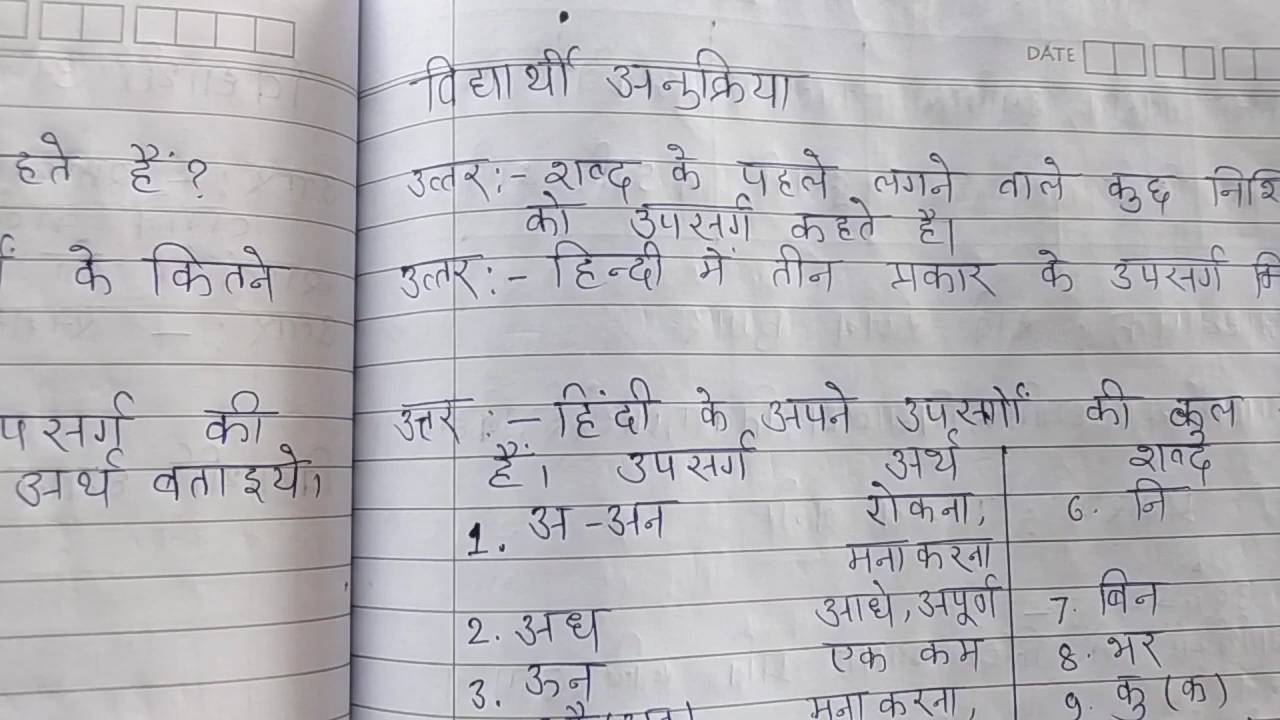 हते हैं?
के कितने
पसर्ग की
अर्थ बताइये।
DATE
विद्यार्थी अनुक्रिया
उत्तर:- शब्द के पहले लगने वाले कुछ
को उपसर्ग कहते है।
उत्तर:- हिन्दी में तीन प्रकार के उपसर्ग
उत्तर :- हिंदी के अपने उपसर्गों की कुल
हैं। उपसर्ग अर्थ शब्द
1. अ-अन रोकना, 6. नि
मना करना
2. अध आधे, अपूर्ण 7. बिन
3. ऊन एक कम 8. भर
मना करना, 9. कु (क)